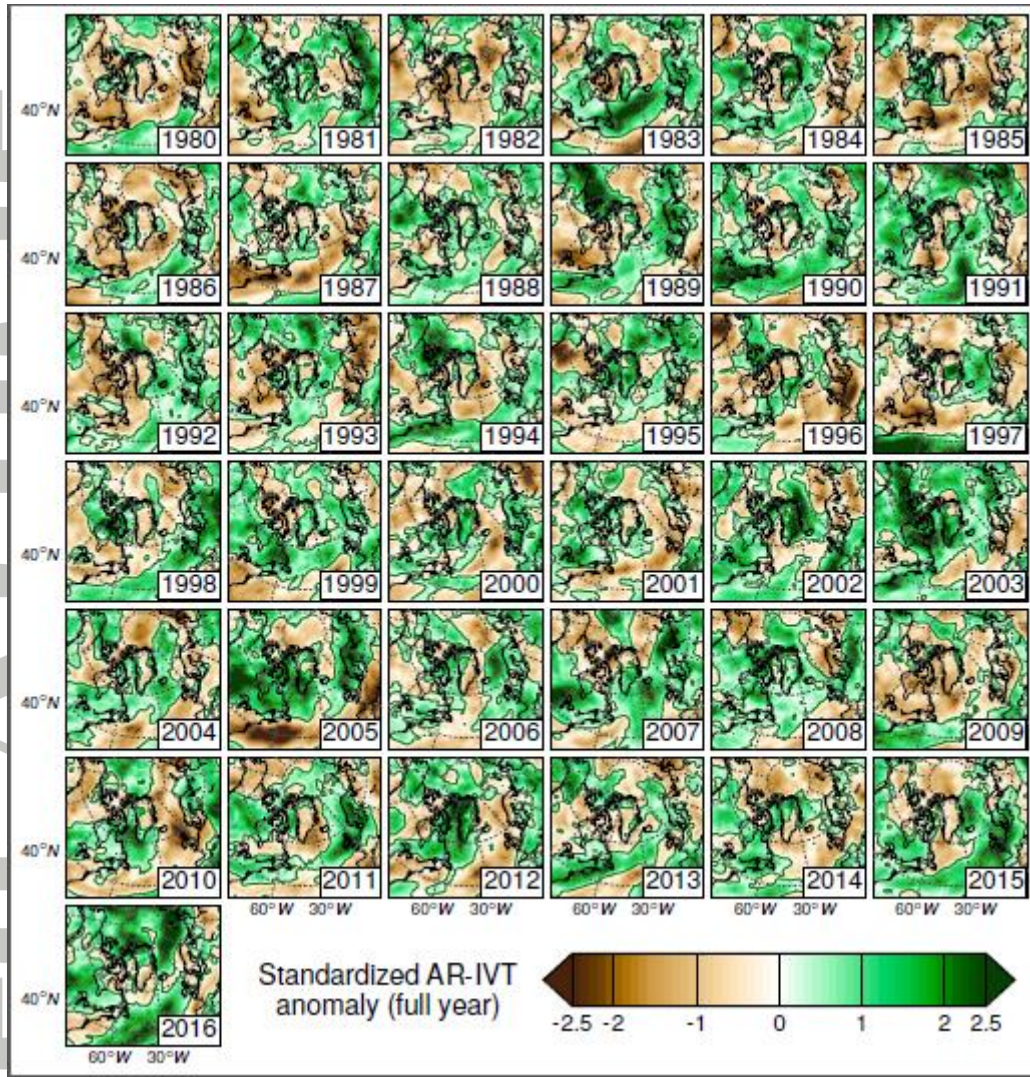 40°N 1980 1981 1982 1983 1984 1985
40°N 1986 1987 1988 1989 1990 1991
40°N 1992 1993 1994 1995 1996 1997
40°N 1998 1999 2000 2001 2002 2003
40°N 2004 2005 2006 2007 2008 2009
40°N 2010 2011 2012 2013 2014 2015
60°W 30°W 60°W 30°W 60°W 30°W 60°W 30°W 60°W 30°W
40°N 2016
60°W 30°W
Standardized AR-IVT
anomaly (full year)
-2.5 -2 -1 0 1 2 2.5